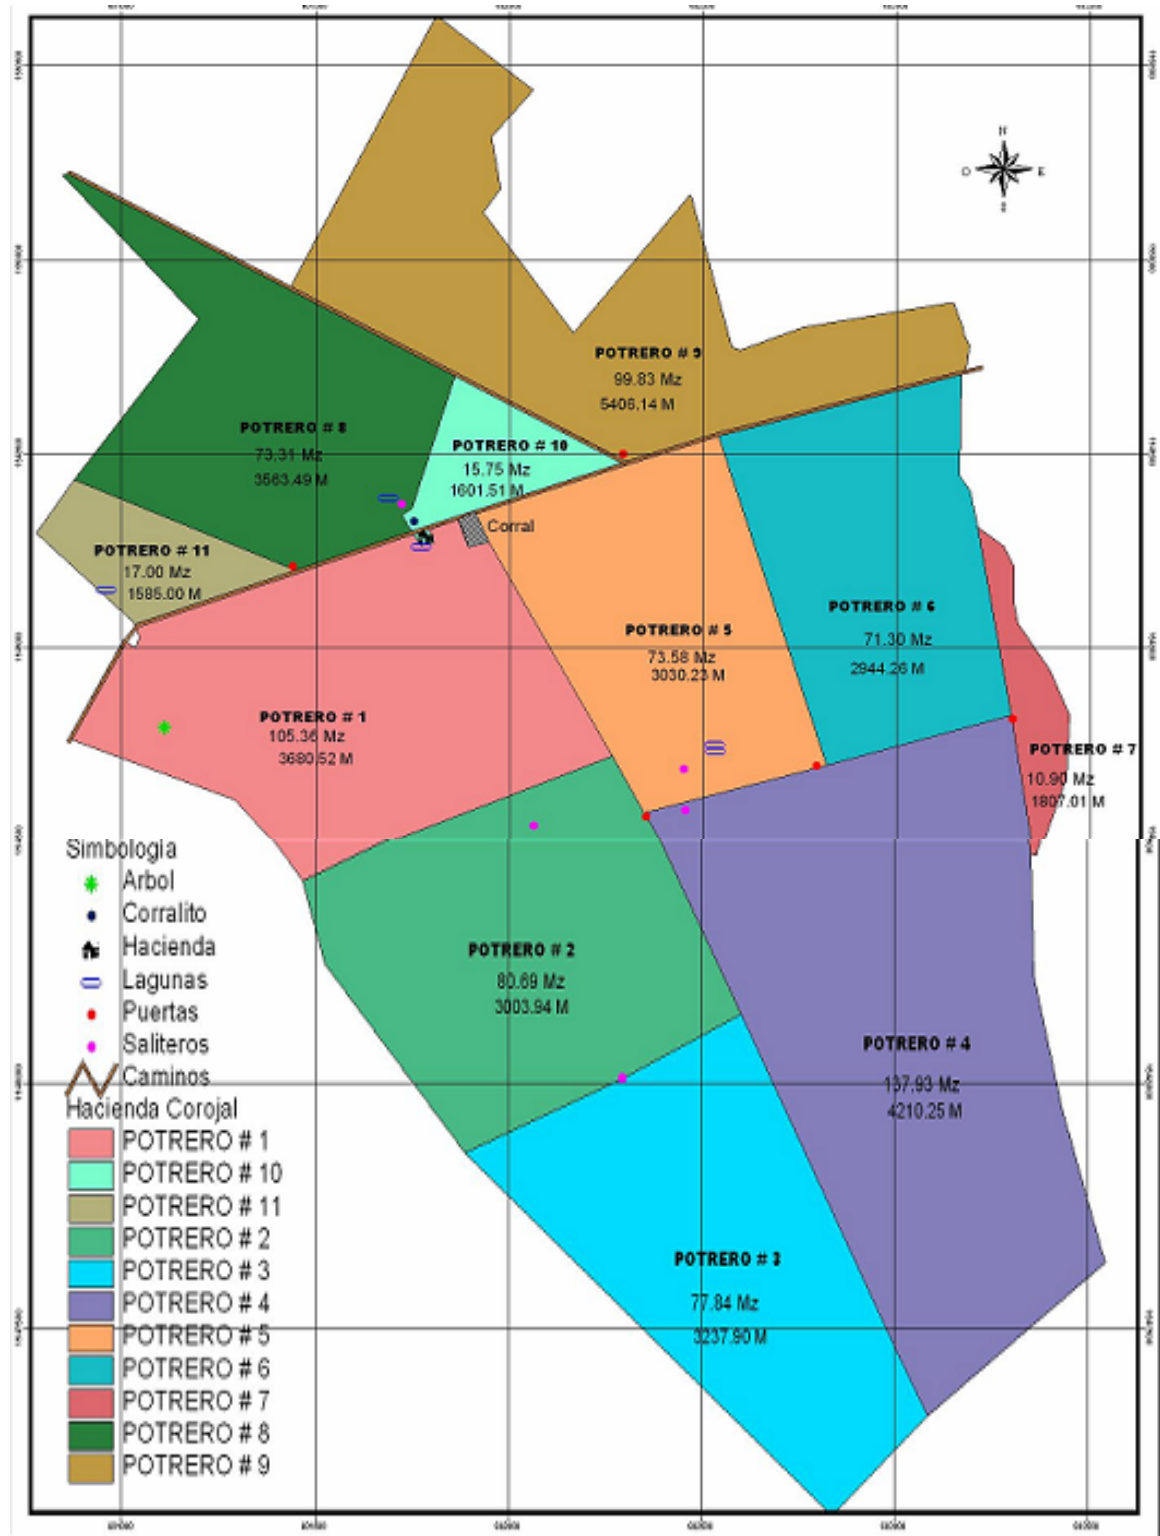 N
O
E
POTRERO # 9
99.83 Mz
5406.14 M
POTRERO # 8
73.31 Mz
3563.49 M
POTRERO # 10
15.75 Mz
1601.51 M
Corral
POTRERO # 11
17.00 Mz
1585.00 M
POTRERO # 6
71.30 Mz
2944.26 M
POTRERO # 5
73.58 Mz
3030.23 M
POTRERO # 1
105.36 Mz
3680.52 M
POTRERO # 7
10.90 Mz
1807.01 M
POTRERO # 2
80.69 Mz
3003.94 M
POTRERO # 4
137.93 Mz
4210.25 M
POTRERO # 3
77.84 Mz
3237.90 M
Simbologia
Arbol
Corralito
Hacienda
Lagunas
Puertas
Saliteros
Caminos
Hacienda Corojal
POTRERO # 1
POTRERO # 10
POTRERO # 11
POTRERO # 2
POTRERO # 3
POTRERO # 4
POTRERO # 5
POTRERO # 6
POTRERO # 7
POTRERO # 8
POTRERO # 9